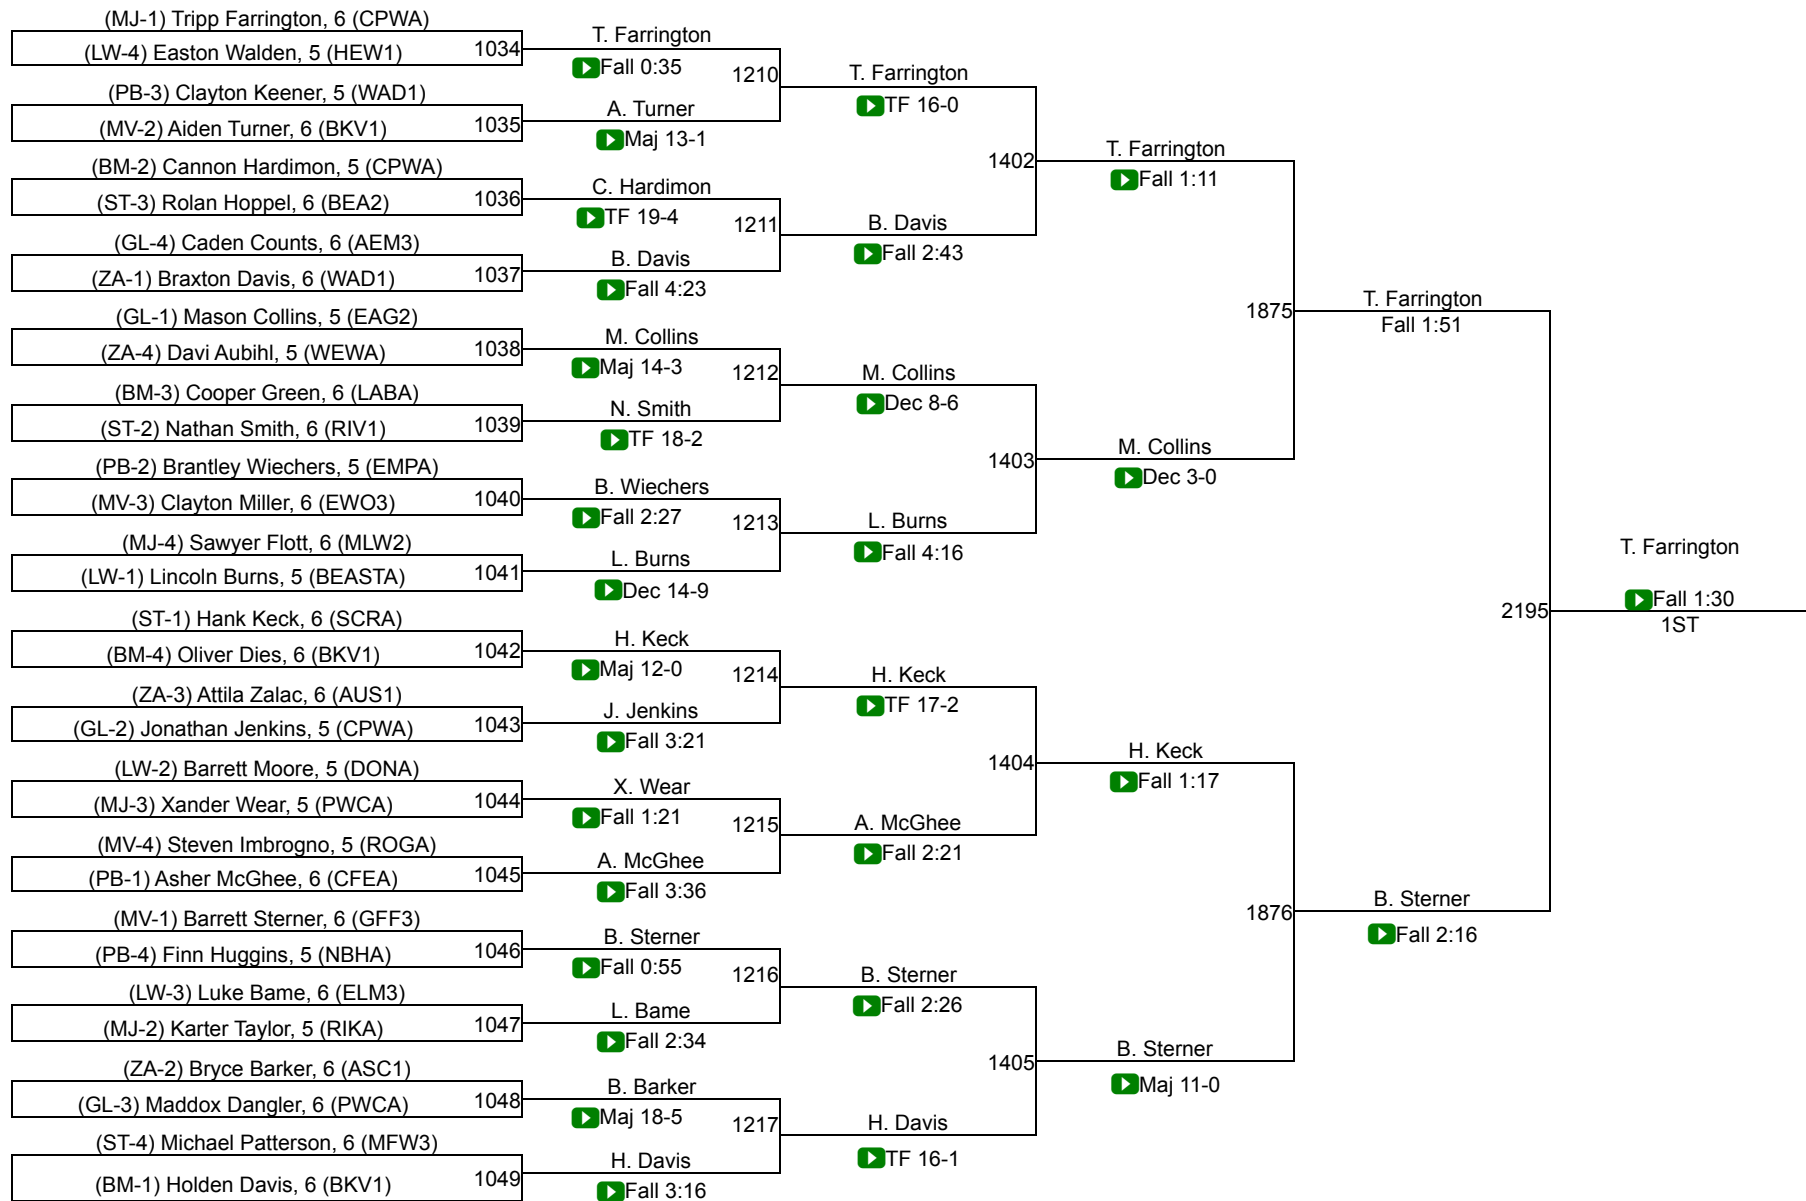 (MJ-1) Tripp Farrington, 6 (CPWA)
(LW-4) Easton Walden, 5 (HEW1)
1034
(PB-3) Clayton Keener, 5 (WAD1)
(MV-2) Aiden Turner, 6 (BKV1)
1035
(BM-2) Cannon Hardimon, 5 (CPWA)
(ST-3) Rolan Hoppel, 6 (BEA2)
1036
(GL-4) Caden Counts, 6 (AEM3)
(ZA-1) Braxton Davis, 6 (WAD1)
1037
(GL-1) Mason Collins, 5 (EAG2)
(ZA-4) Davi Aubihl, 5 (WEWA)
1038
(BM-3) Cooper Green, 6 (LABA)
(ST-2) Nathan Smith, 6 (RIV1)
1039
(PB-2) Brantley Wiechers, 5 (EMPA)
(MV-3) Clayton Miller, 6 (EWO3)
1040
(MJ-4) Sawyer Flott, 6 (MLW2)
(LW-1) Lincoln Burns, 5 (BEASTA)
1041
(ST-1) Hank Keck, 6 (SCRA)
(BM-4) Oliver Dies, 6 (BKV1)
1042
(ZA-3) Attila Zalac, 6 (AUS1)
(GL-2) Jonathan Jenkins, 5 (CPWA)
1043
(LW-2) Barrett Moore, 5 (DONA)
(MJ-3) Xander Wear, 5 (PWCA)
1044
(MV-4) Steven Imbrogno, 5 (ROGA)
(PB-1) Asher McGhee, 6 (CFEA)
1045
(MV-1) Barrett Sterner, 6 (GFF3)
(PB-4) Finn Huggins, 5 (NBHA)
1046
(LW-3) Luke Bame, 6 (ELM3)
(MJ-2) Karter Taylor, 5 (RIKA)
1047
(ZA-2) Bryce Barker, 6 (ASC1)
(GL-3) Maddox Dangler, 6 (PWCA)
1048
(ST-4) Michael Patterson, 6 (MFW3)
(BM-1) Holden Davis, 6 (BKV1)
1049
T. Farrington
Fall 0:35
1210
A. Turner
Maj 13-1
C. Hardimon
TF 19-4
1211
B. Davis
Fall 4:23
M. Collins
Maj 14-3
1212
N. Smith
TF 18-2
B. Wiechers
Fall 2:27
1213
L. Burns
Dec 14-9
H. Keck
Maj 12-0
1214
J. Jenkins
Fall 3:21
X. Wear
Fall 1:21
1215
A. McGhee
Fall 3:36
B. Sterner
Fall 0:55
1216
L. Bame
Fall 2:34
B. Barker
Maj 18-5
1217
H. Davis
Fall 3:16
T. Farrington
TF 16-0
1402
B. Davis
Fall 2:43
M. Collins
Dec 8-6
1403
L. Burns
Fall 4:16
H. Keck
TF 17-2
1404
A. McGhee
Fall 2:21
B. Sterner
Fall 2:26
1405
H. Davis
TF 16-1
T. Farrington
Fall 1:11
1875
M. Collins
Dec 3-0
H. Keck
Fall 1:17
1876
B. Sterner
Maj 11-0
T. Farrington
Fall 1:51
2195
B. Sterner
Fall 2:16
T. Farrington
Fall 1:30
1ST